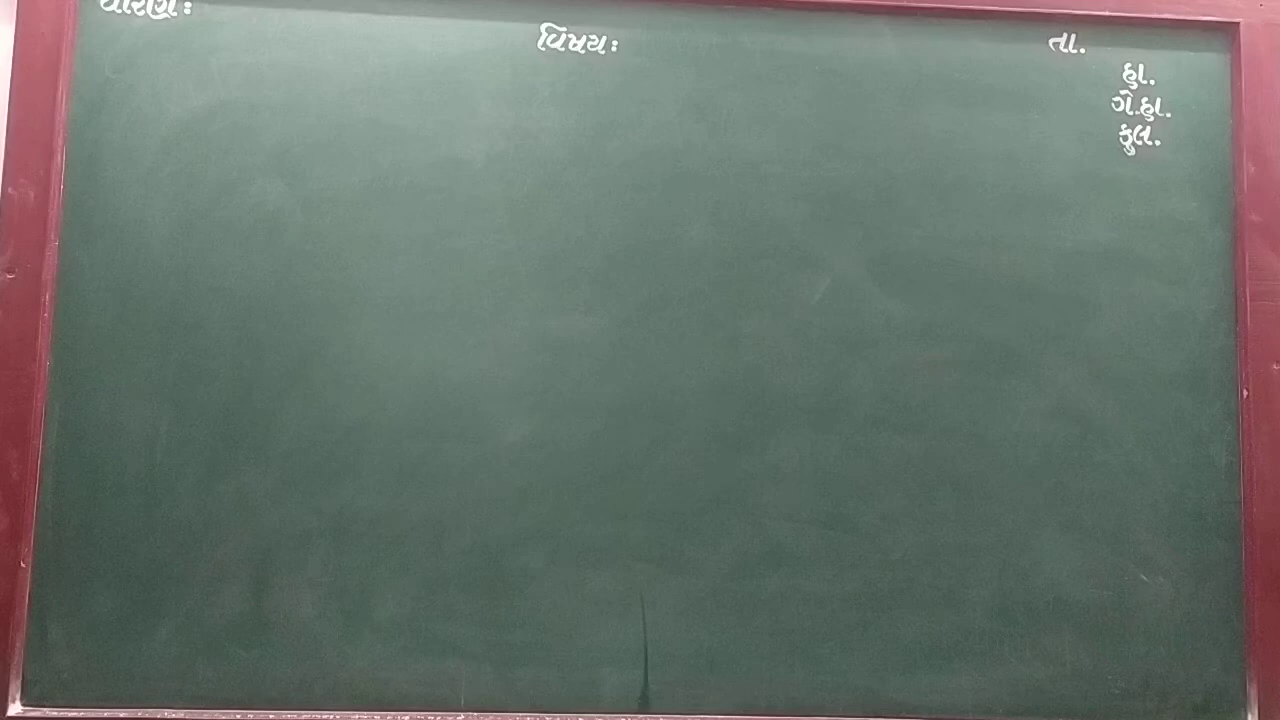 ધોરણ :
વિષય : તા.
હા.
ગે.હા.
કુલ.